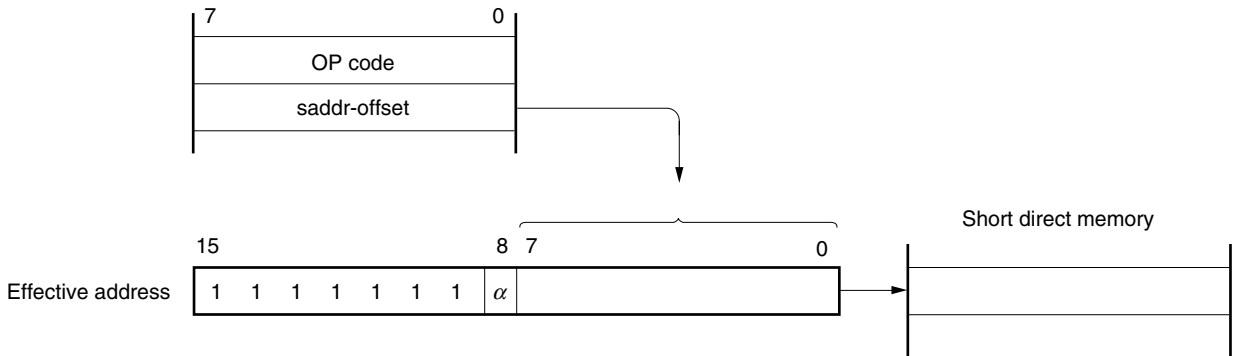 7 0
OP code
saddr-offset
Short direct memory
15 8 7 0
Effective address 1 1 1 1 1 1 1 α